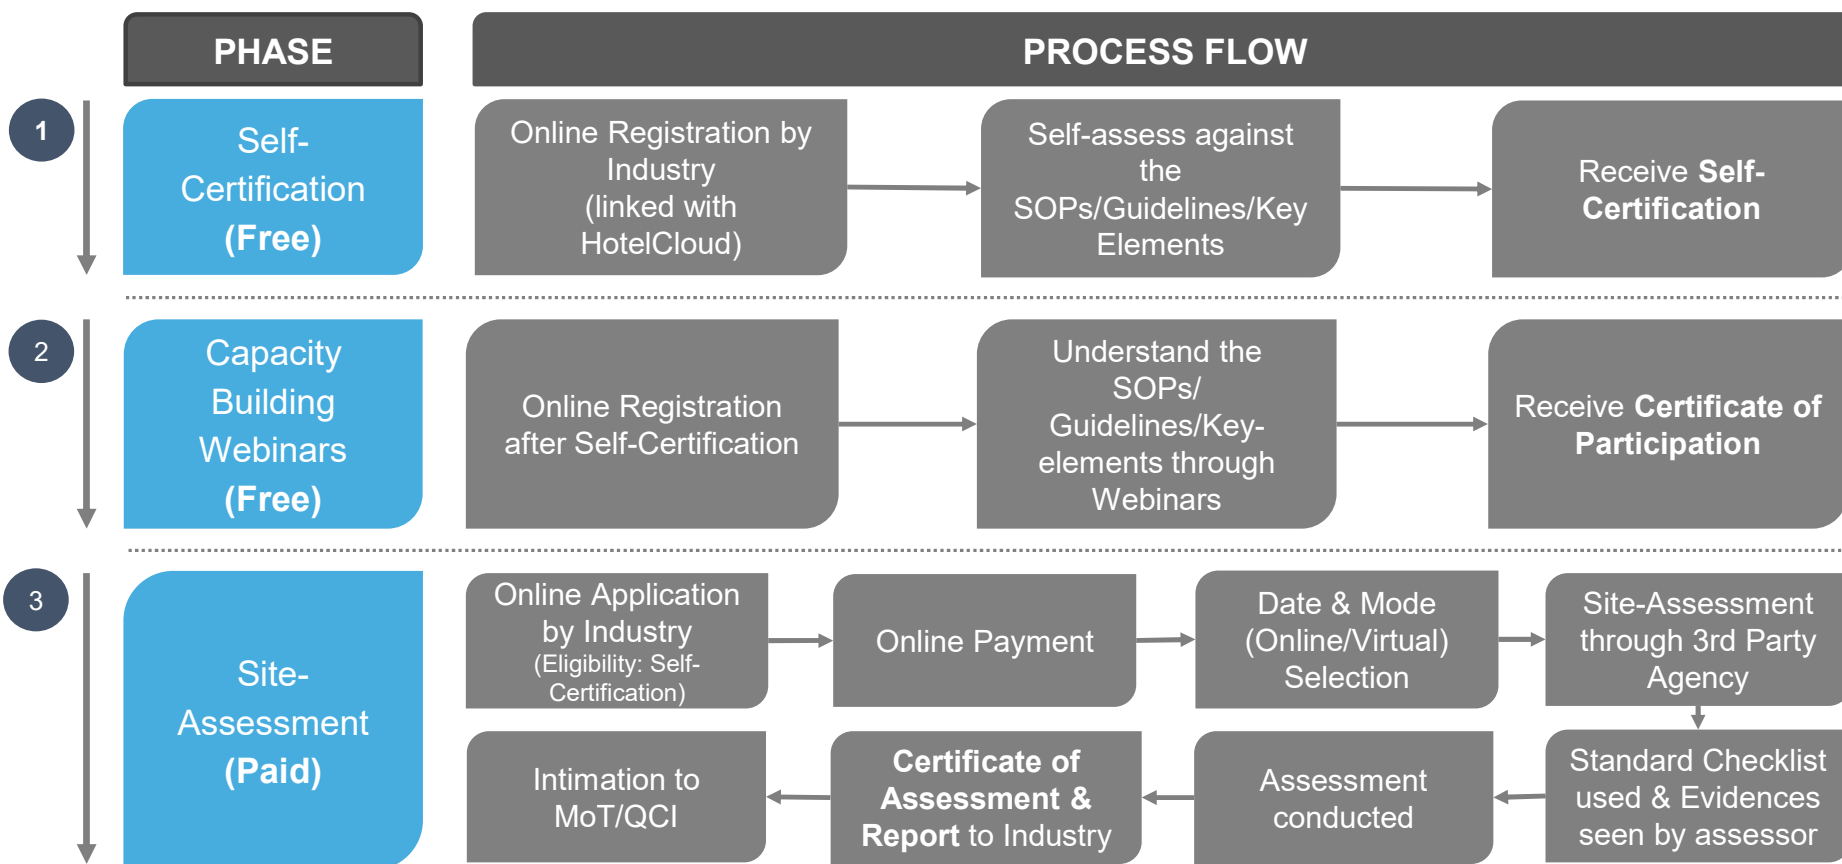 PHASE
PROCESS FLOW
1
Self-
Certification
(Free)
Online Registration by
Industry
(linked with
HotelCloud)
Self-assess against
the
SOPs/Guidelines/Key
Elements
Receive Self-
Certification
2
Capacity
Building
Webinars
(Free)
Online Registration
after Self-Certification
Understand the
SOPs/
Guidelines/Key-
elements through
Webinars
Receive Certificate of
Participation
3
Site-
Assessment
(Paid)
Online Application
by Industry
(Eligibility: Self-
Certification)
Online Payment
Date & Mode
(Online/Virtual)
Selection
Site-Assessment
through 3rd Party
Agency
Standard Checklist
used & Evidences
seen by assessor
Assessment
conducted
Certificate of
Assessment &
Report to Industry
Intimation to
MoT/QCI